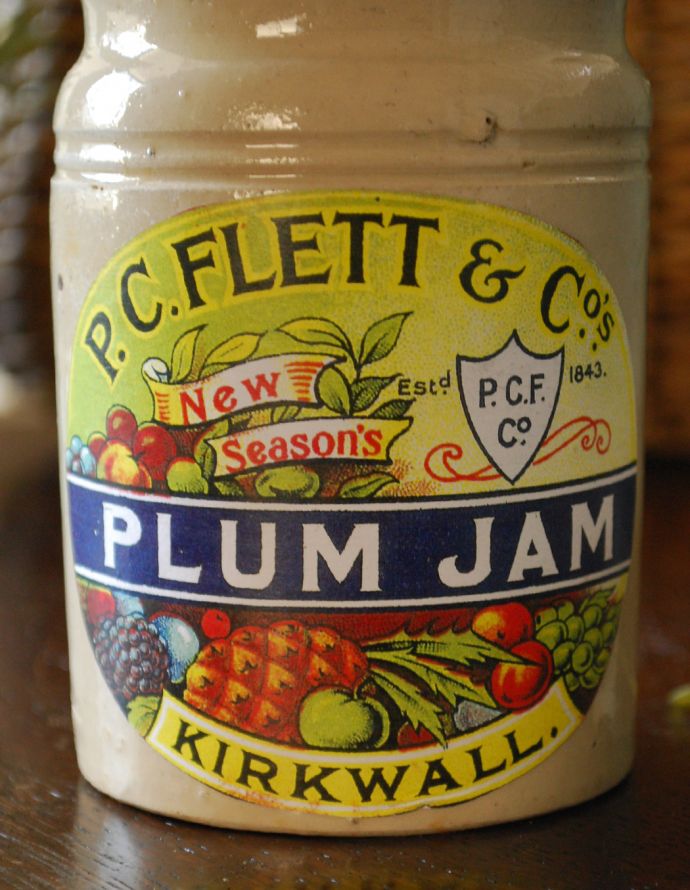 P. C. FLETT & Co's.
New
Season's
Estd 1843.
P. C. F.
Co
PLUM JAM
KIRKWALL.